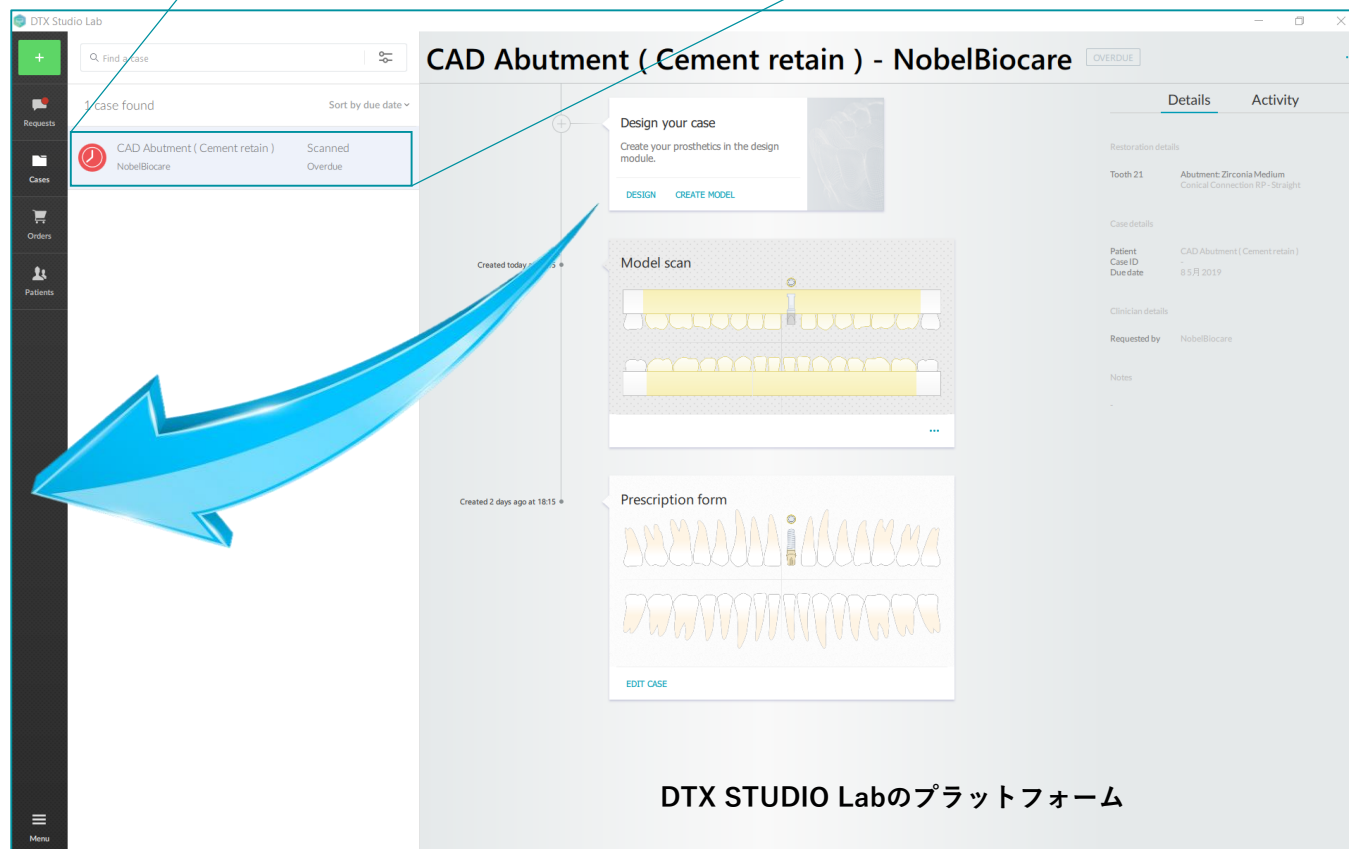 DTX Studio Lab
Find a case
CAD Abutment ( Cement retain ) - NobelBiocare
OVERDUE
Requests
Cases
Orders
Patients
Menu
1 case found
Sort by due date
CAD Abutment ( Cement retain )
Scanned
NobelBiocare
Overdue
Design your case
Create your prosthetics in the design
module.
DESIGN
CREATE MODEL
Created today
Model scan
Created 2 days ago at 18:15
Prescription form
EDIT CASE
Details
Activity
Restoration details
Tooth 21
Abutment: Zirconia Medium
Conical Connection RP - Straight
Case details
Patient
CAD Abutment ( Cement retain )
Case ID
-
Due date
8 5月 2019
Clinician details
Requested by
NobelBiocare
Notes
-
DTX STUDIO Labのプラットフォーム